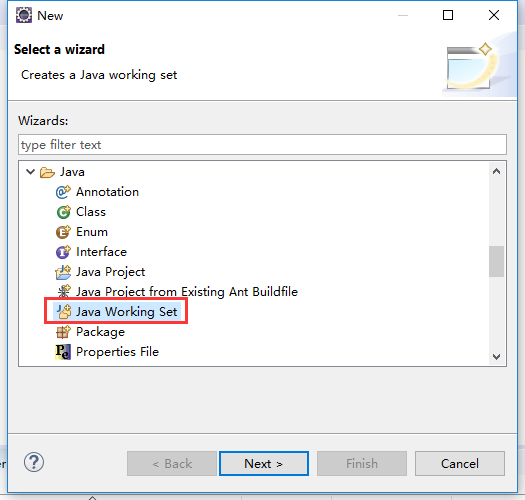 New
Select a wizard
Creates a Java working set
Wizards:
type filter text
Java
Annotation
Class
Enum
Interface
Java Project
Java Project from Existing Ant Buildfile
Java Working Set
Package
Properties File
< Back
Next >
Finish
Cancel